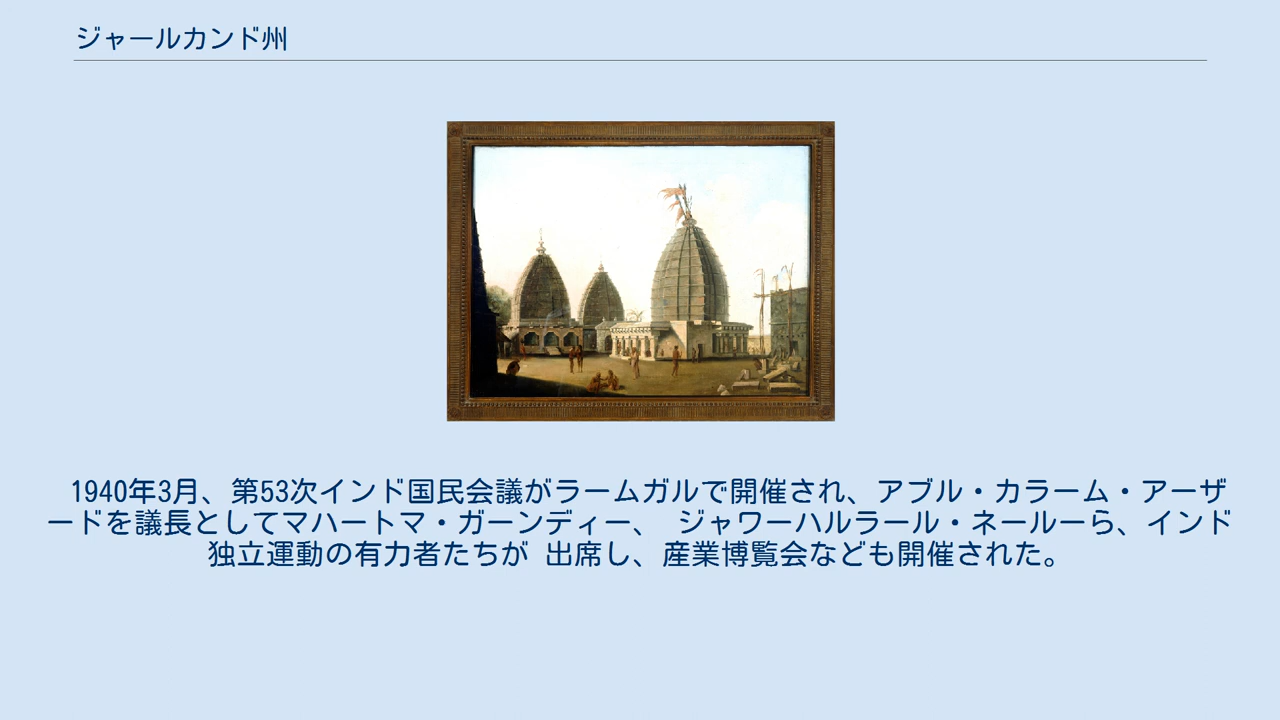 ジャールカンド州
1940年3月、第53次インド国民会議がラームガルで開催され、アブル・カラーム・アーザ
ードを議長としてマハートマ・ガーンディー、 ジャワーハルラール・ネールーら、インド
独立運動の有力者たちが 出席し、産業博覧会なども開催された。